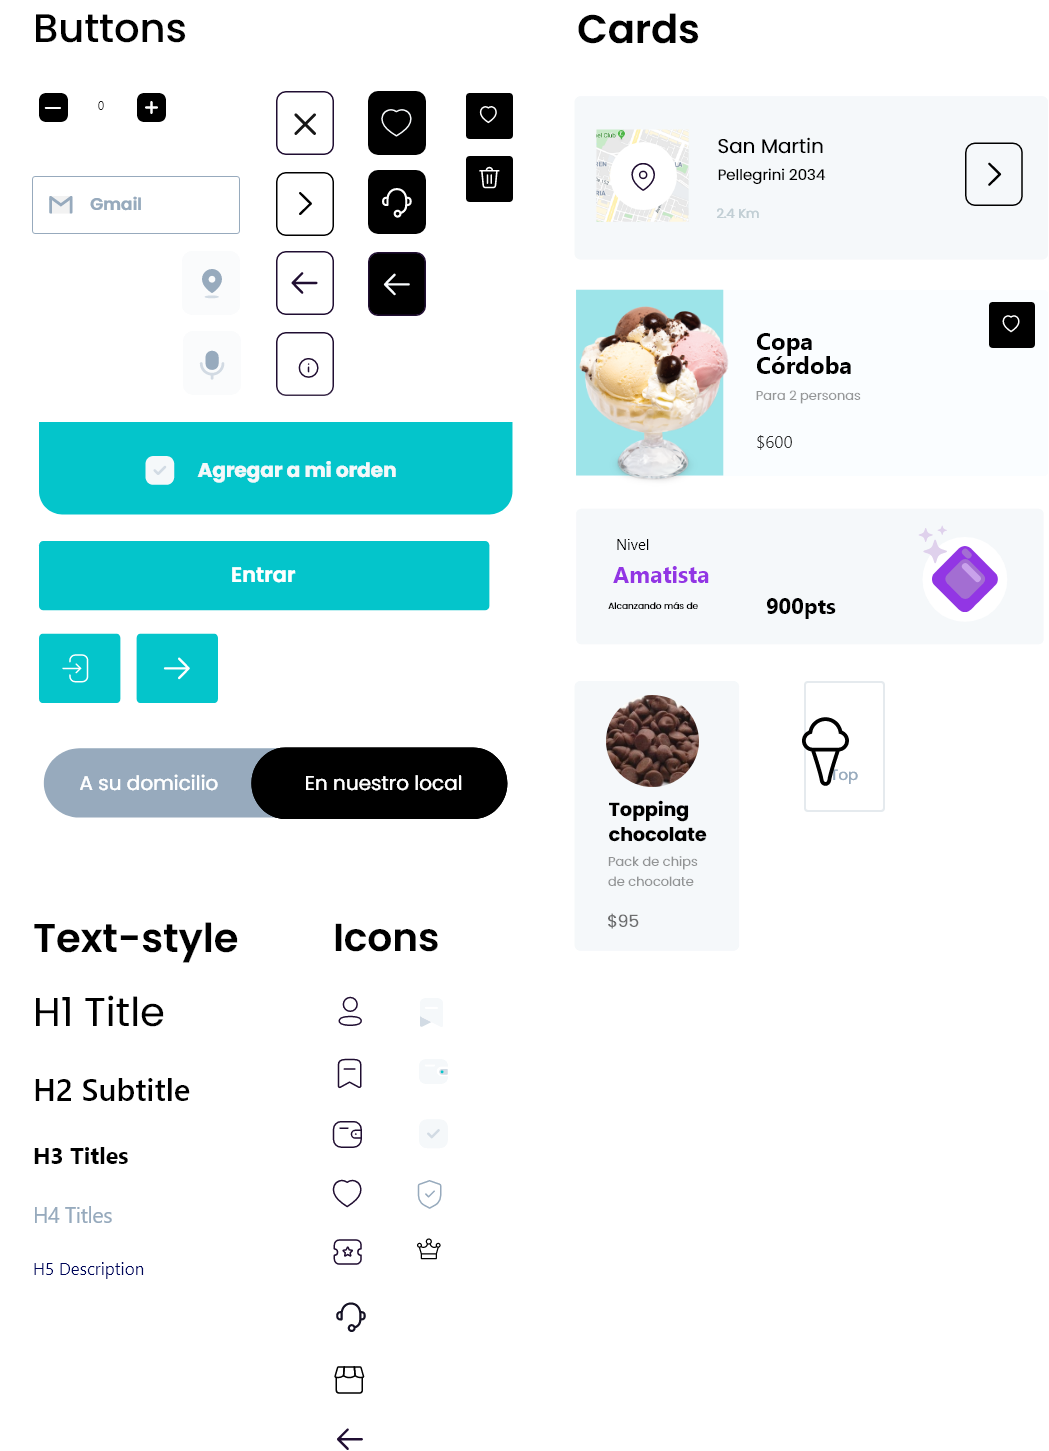 Buttons
0
Gmail
Agregar a mi orden
Entrar
A su domicilio
En nuestro local
Cards
San Martin
Pellegrini 2034
2.4 Km
Copa
Córdoba
Para 2 personas
$600
Nivel
Amatista
Alcanzando más de
900pts
Topping
chocolate
Pack de chips
de chocolate
$95
Top
Text-style
H1 Title
H2 Subtitle
H3 Titles
H4 Titles
H5 Description
Icons